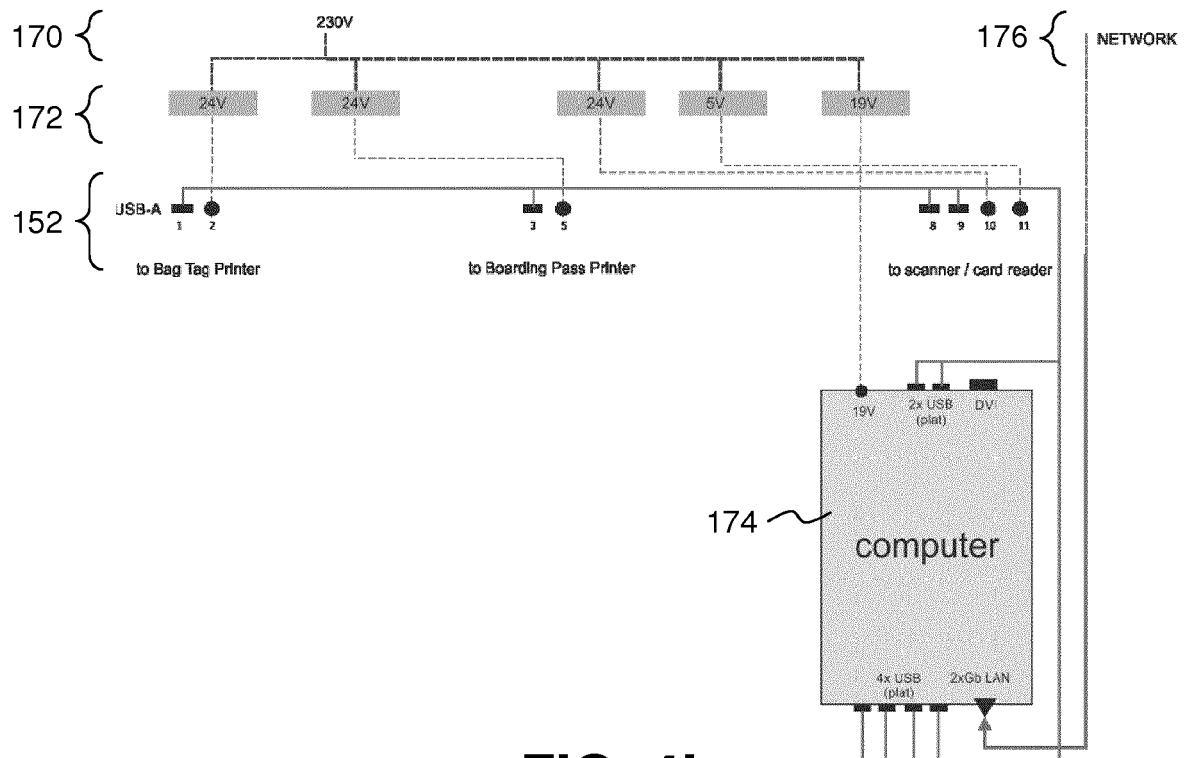 170
230V
176
NETWORK
172
24V
24V
24V
5V
19V
152
USB-A
1
2
3
5
8
9
10
11
to Bag Tag Printer
to Boarding Pass Printer
to scanner / card reader
19V
2x USB
(plat)
DVI
174
computer
4x USB
(plat)
2xGb LAN